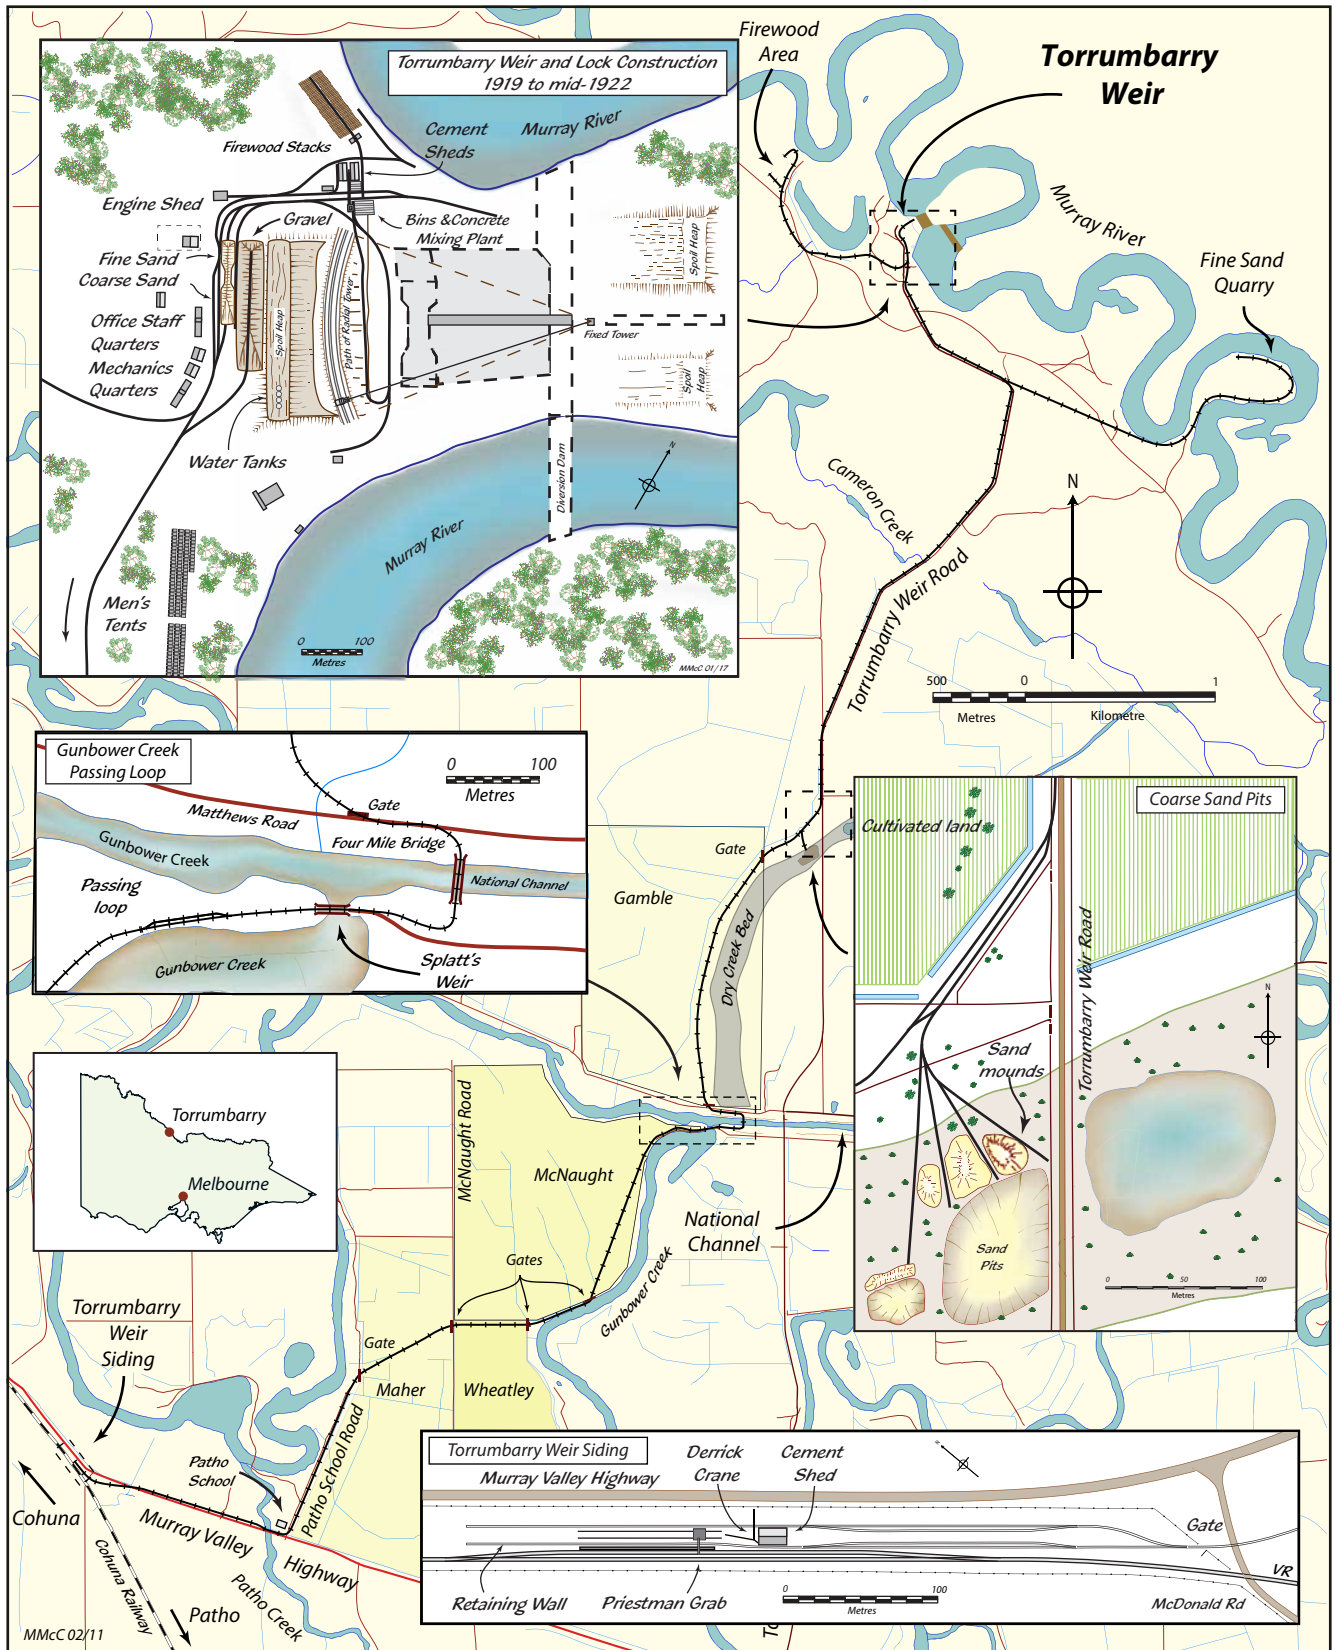 Torrumbarry Weir and Lock Construction
1919 to mid-1922
Firewood Stacks
Cement
Sheds
Murray River
Engine Shed
Gravel
Bins &Concrete
Mixing Plant
Fine Sand
Coarse Sand
Office Staff
Quarters
Mechanics
Quarters
Spoil Heap
Path of Radial Tower
Spoil Heap
Fixed Tower
Spoil
Heap
Water Tanks
Diversion Dam
N
Murray River
Men's
Tents
0 100
Metres
MMcC 01/17
Firewood
Area
Torrumbarry
Weir
Murray River
Fine Sand
Quarry
Cameron Creek
N
Torrumbarry Weir Road
500 0 1
Metres Kilometre
Gunbower Creek
Passing Loop
0 100
Metres
Gate
Matthews Road
Four Mile Bridge
Gunbower Creek
National Channel
Passing
loop
Gunbower Creek
Splatt's
Weir
Gate
Gamble
Dry Creek Bed
Coarse Sand Pits
Cultivated land
Torrumbarry Weir Road
N
Sand
mounds
Sand
Pits
0 50 100
Metres
Torrumbarry
Melbourne
McNaught Road
McNaught
National
Channel
Gates
Gunbower Creek
Torrumbarry
Weir
Siding
Gate
Maher
Wheatley
Patho School Road
Patho
School
Cohuna
Murray Valley
Highway
Cohuna Railway
Patho
Patho Creek
MMcC 02/11
Torrumbarry Weir Siding
Derrick
Crane
Cement
Shed
Murray Valley Highway
Gate
VR
Retaining Wall
Priestman Grab
0 100
Metres
McDonald Rd